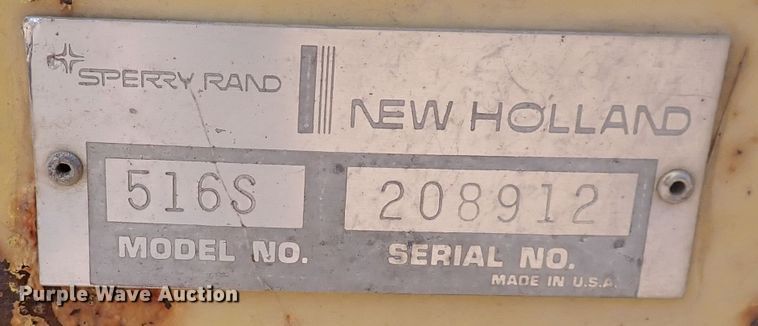 SPERRY RAND
NEW HOLLAND
516S 208912
MODEL NO. SERIAL NO.
MADE IN U.S.A.
Purple Wave Auction